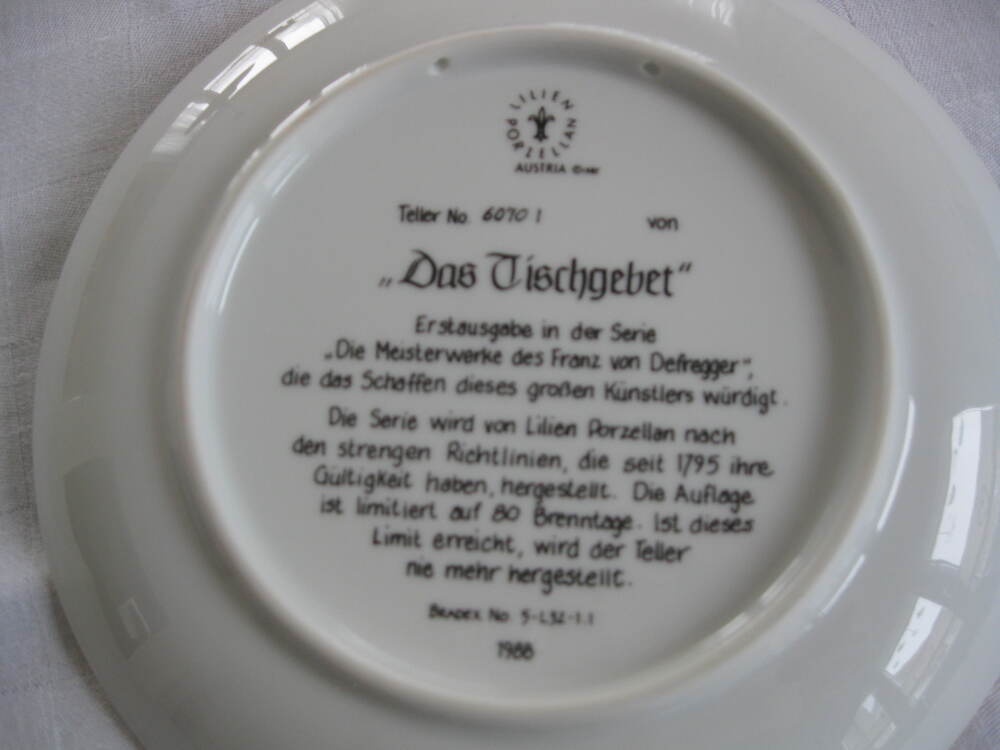 LILIEN PORZELLAN
AUSTRIA ©
Teller No. 6070 I von
„Das Tischgebet“
Erstausgabe in der Serie
„Die Meisterwerke des Franz von Defregger“,
die das Schaffen dieses großen Künstlers würdigt.
Die Serie wird von Lilien Porzellan nach
den strengen Richtlinien, die seit 1795 ihre
Gültigkeit haben, hergestellt. Die Auflage
ist limitiert auf 80 Brenntage. Ist dieses
Limit erreicht, wird der Teller
nie mehr hergestellt.
BRADEX No. 5-L52-1.1
1988